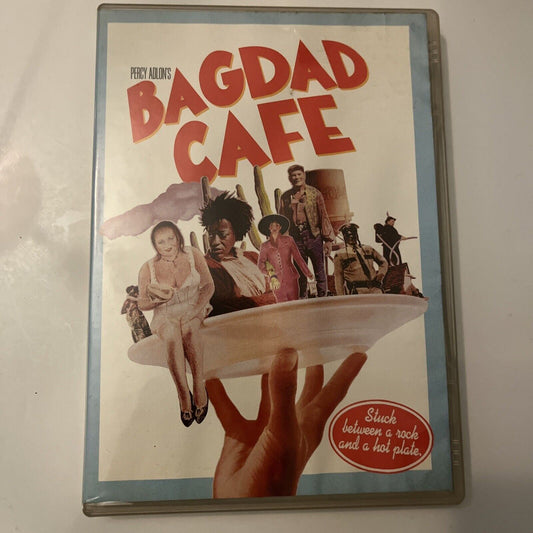 PERCY ADLON'S
BAGDAD
CAFE
Stuck
between a rock
and a hot plate.